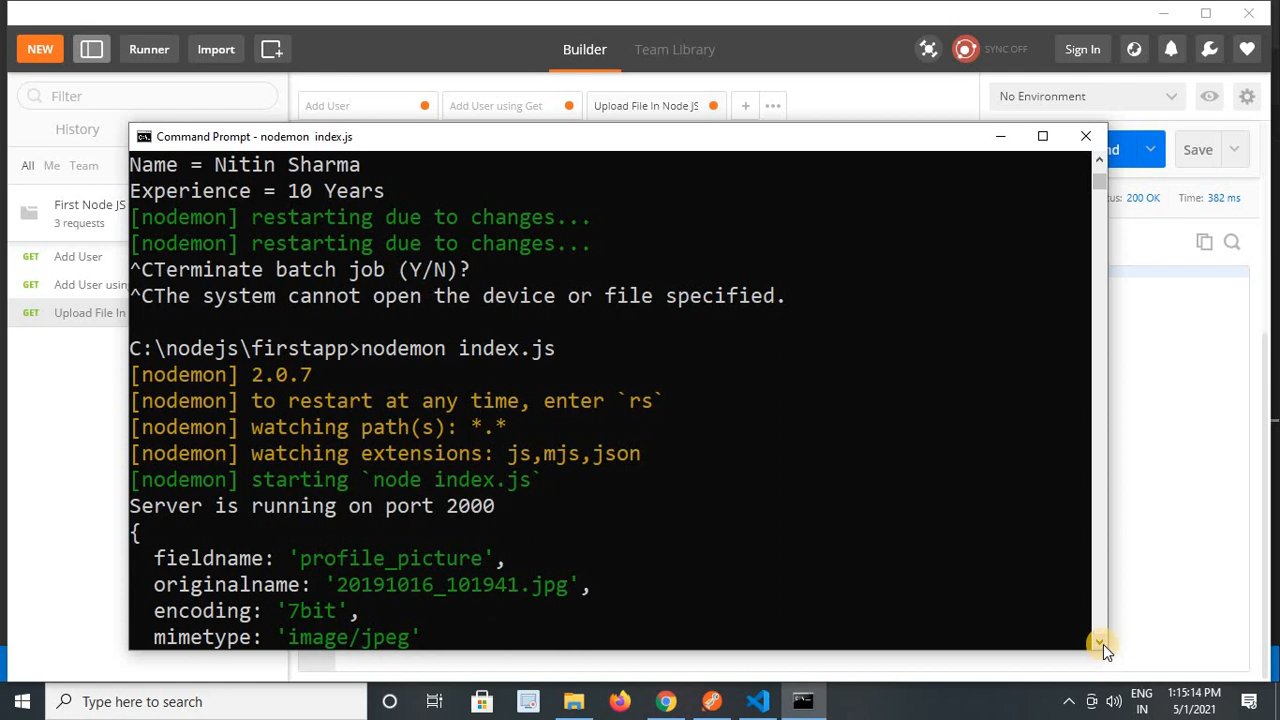 NEW
Runner
Import
Builder
Team Library
SYNC OFF
Sign In
Filter
Add User
Add User using Get
Upload File In Node JS
+
•••
No Environment
History
Command Prompt - nodemon index.js
nd
Save
All
Me
Team
Name = Nitin Sharma
Experience = 10 Years
tus: 200 OK
Time: 382 ms
First Node JS
3 requests
[nodemon] restarting due to changes...
[nodemon] restarting due to changes...
GET Add User
^CTerminate batch job (Y/N)?
GET Add User using
^CThe system cannot open the device or file specified.
GET Upload File In
C:\nodejs\firstapp>nodemon index.js
[nodemon] 2.0.7
[nodemon] to restart at any time, enter `rs`
[nodemon] watching path(s): *.*
[nodemon] watching extensions: js,mjs,json
[nodemon] starting `node index.js`
Server is running on port 2000
{
fieldname: 'profile_picture',
originalname: '20191016_101941.jpg',
encoding: '7bit',
mimetype: 'image/jpeg'
Type here to search
ENG
IN
1:15:14 PM
5/1/2021